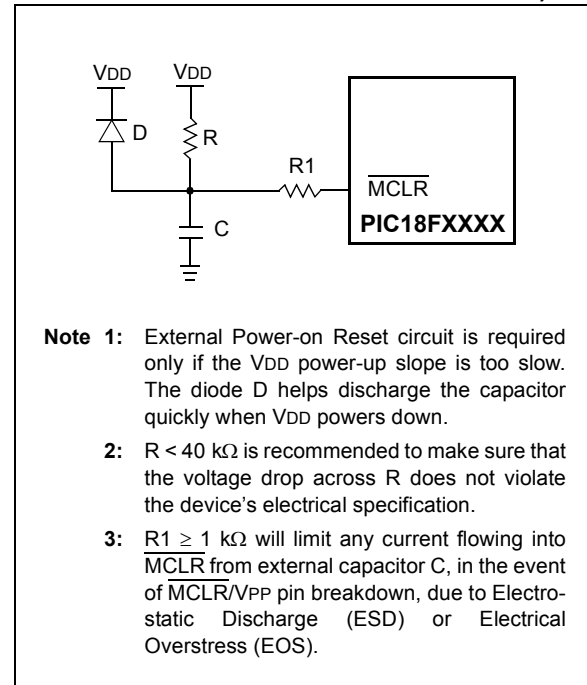 VDD VDD
D
R
R1
MCLR
C
PIC18FXXXX
Note 1: External Power-on Reset circuit is required
only if the VDD power-up slope is too slow.
The diode D helps discharge the capacitor
quickly when VDD powers down.
2: R < 40 kΩ is recommended to make sure that
the voltage drop across R does not violate
the device's electrical specification.
3: R1 ≥ 1 kΩ will limit any current flowing into
MCLR from external capacitor C, in the event
of MCLR/VPP pin breakdown, due to Electro-
static Discharge (ESD) or Electrical
Overstress (EOS).